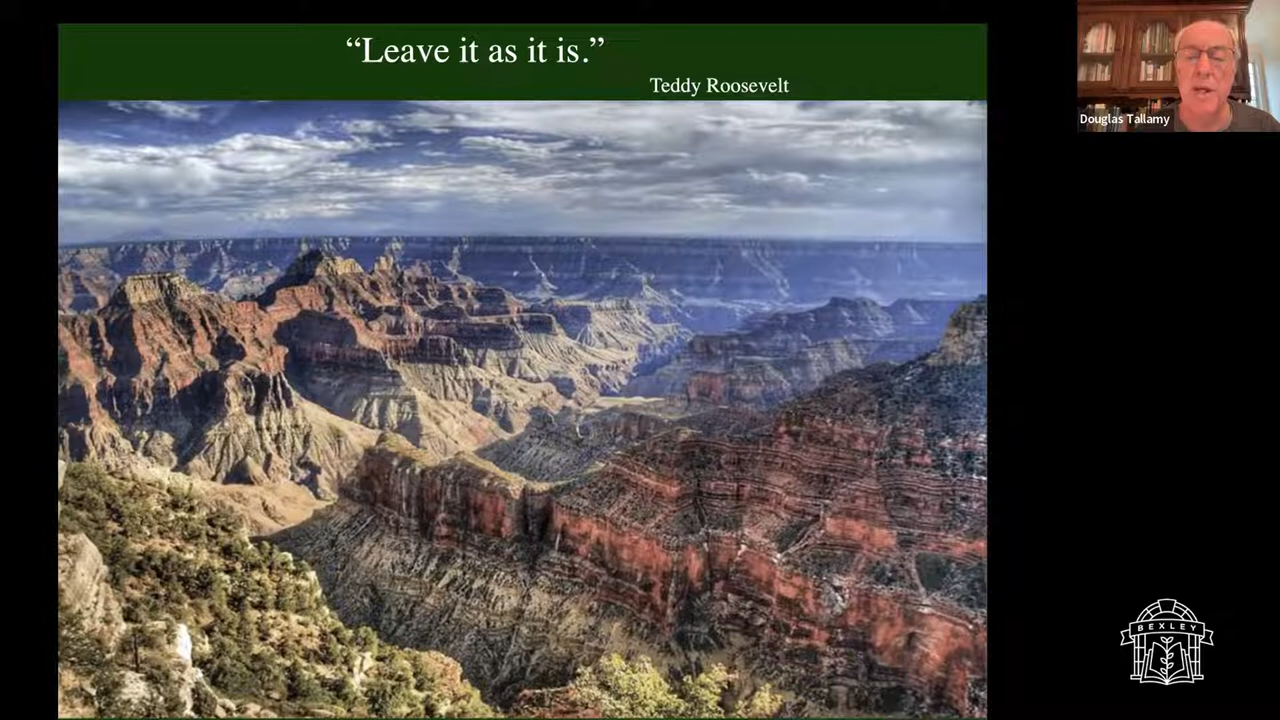 “Leave it as it is.”
Teddy Roosevelt
Douglas Tallamy
BEXLEY